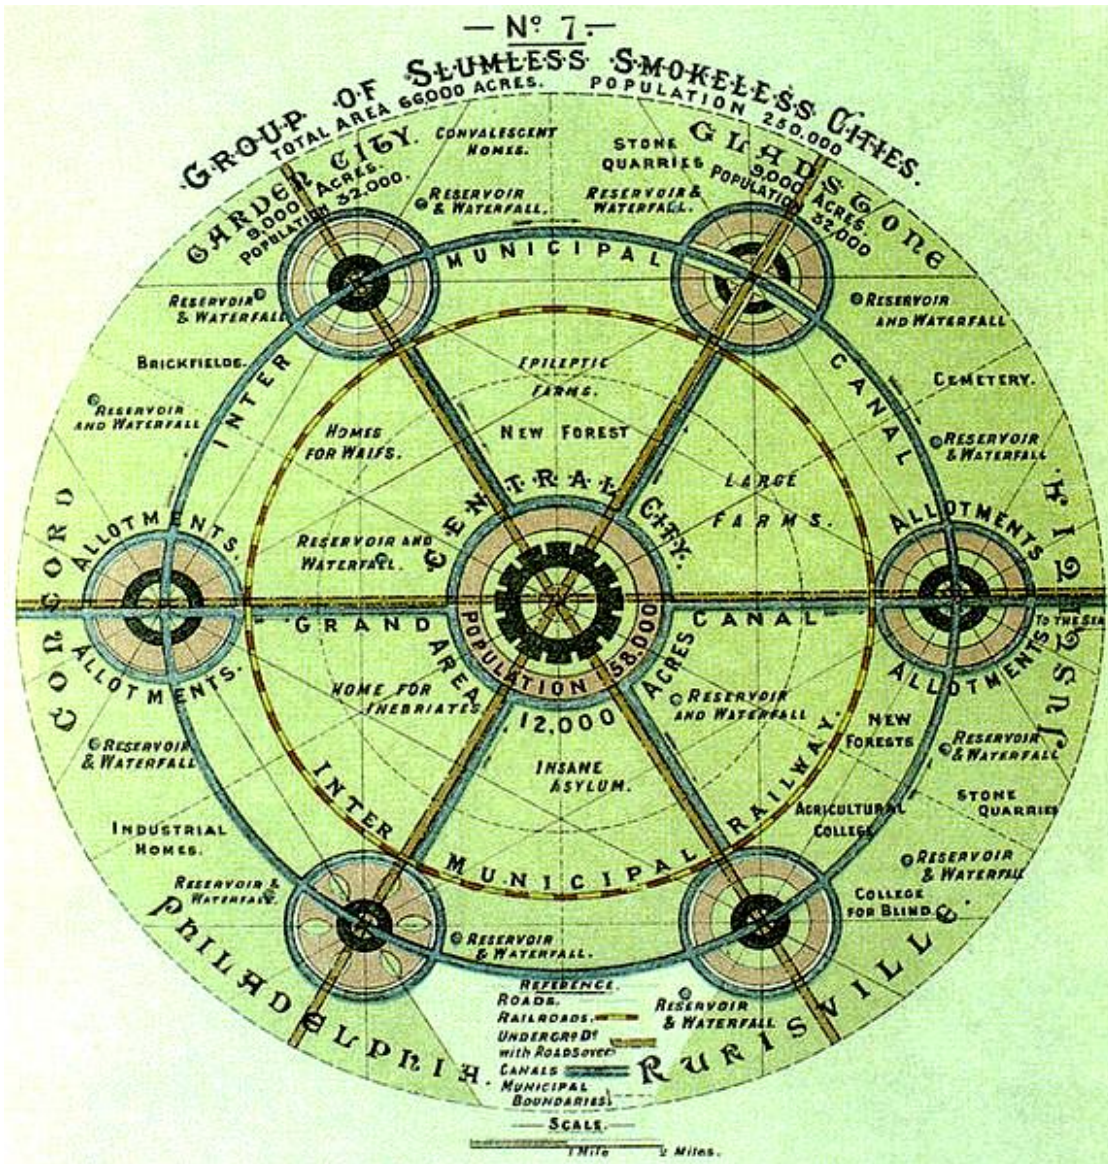 — Nº 7. —
GROUP OF SLUMLESS SMOKELESS CITIES.
TOTAL AREA 66,000 ACRES. POPULATION 250,000
GARDEN CITY.
9,000 ACRES.
POPULATION 32,000.
CONVALESCENT
HOMES.
STONE
QUARRIES
GLADSTONE
9,000 ACRES.
POPULATION 32,000
RESERVOIR
& WATERFALL.
RESERVOIR &
WATERFALL.
INTER MUNICIPAL CANAL
RESERVOIR
& WATERFALL
RESERVOIR
AND WATERFALL
BRICKFIELDS.
EPILEPTIC
FARMS.
CEMETERY.
RESERVOIR
AND WATERFALL
HOMES
FOR WAIFS.
NEW FOREST
RESERVOIR
& WATERFALL
LARGE
FARMS.
CENTRAL CITY.
CONCORD
ALLOTMENTS.
RESERVOIR AND
WATERFALL.
ALLOTMENTS
JUSTITIA
GRAND CANAL
TO THE SEA
POPULATION 58,000
AREA 12,000 ACRES
ALLOTMENTS.
ALLOTMENTS
HOME FOR
INEBRIATES
RESERVOIR
AND WATERFALL
RESERVOIR
& WATERFALL
NEW
FORESTS
RESERVOIR
& WATERFALL
INSANE
ASYLUM.
STONE
QUARRIES
AGRICULTURAL
COLLEGE
INTER MUNICIPAL RAILWAY.
INDUSTRIAL
HOMES.
RESERVOIR
& WATERFALL
RESERVOIR &
WATERFALL.
COLLEGE
FOR BLIND.
RESERVOIR
& WATERFALL.
PHILADELPHIA.
RURISVILLE.
RESERVOIR
& WATERFALL
REFERENCE.
ROADS.
RAILROADS.
UNDERGRD Dº
with ROADS over
CANALS
MUNICIPAL
BOUNDARIES
— SCALE. —
1 Mile 2 Miles.